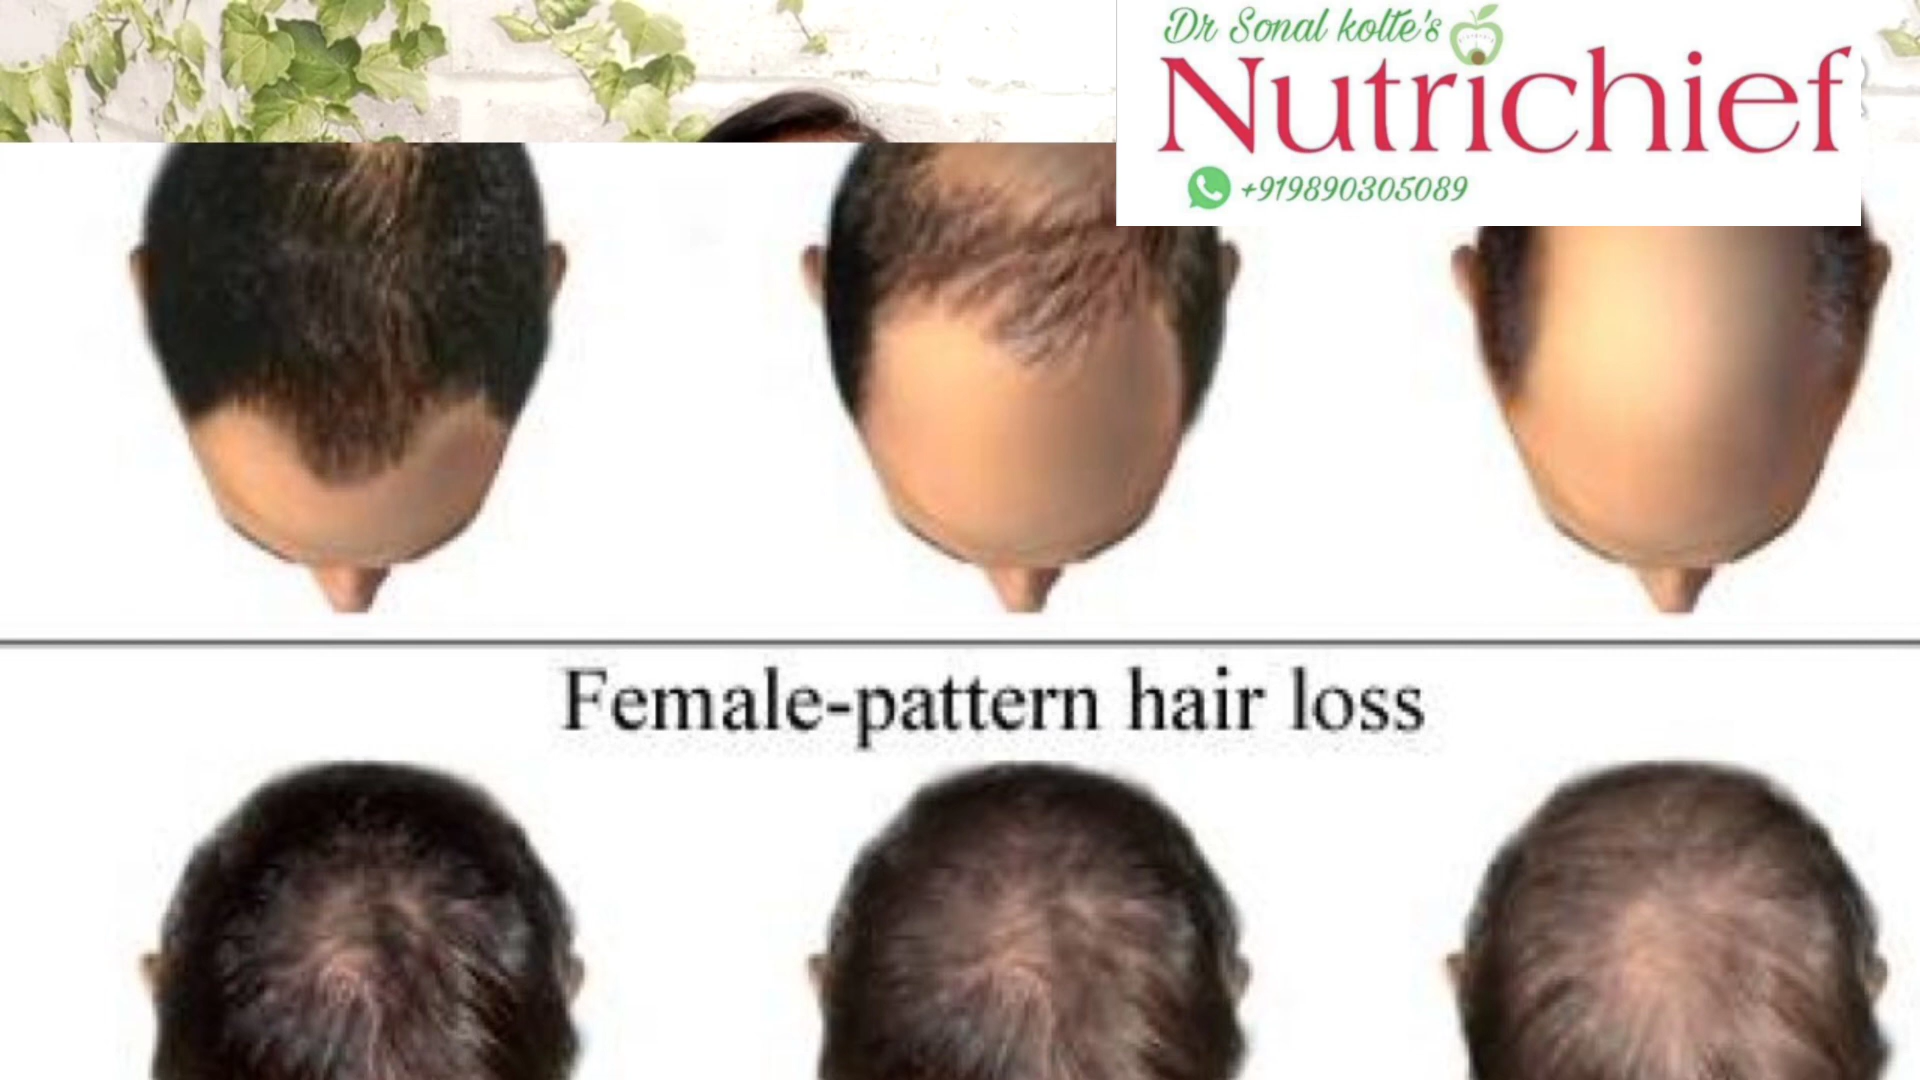 Dr Sonal kolte's
Nutrichief
+919890305089
Female-pattern hair loss